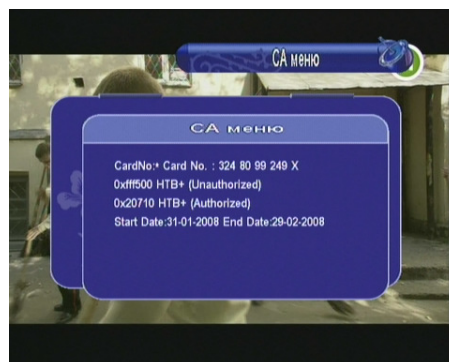 CA меню
CA меню
CardNo:• Card No. : 324 80 99 249 X
0xfff500 НТВ+ (Unauthorized)
0x20710 НТВ+ (Authorized)
Start Date:31-01-2008 End Date:29-02-2008